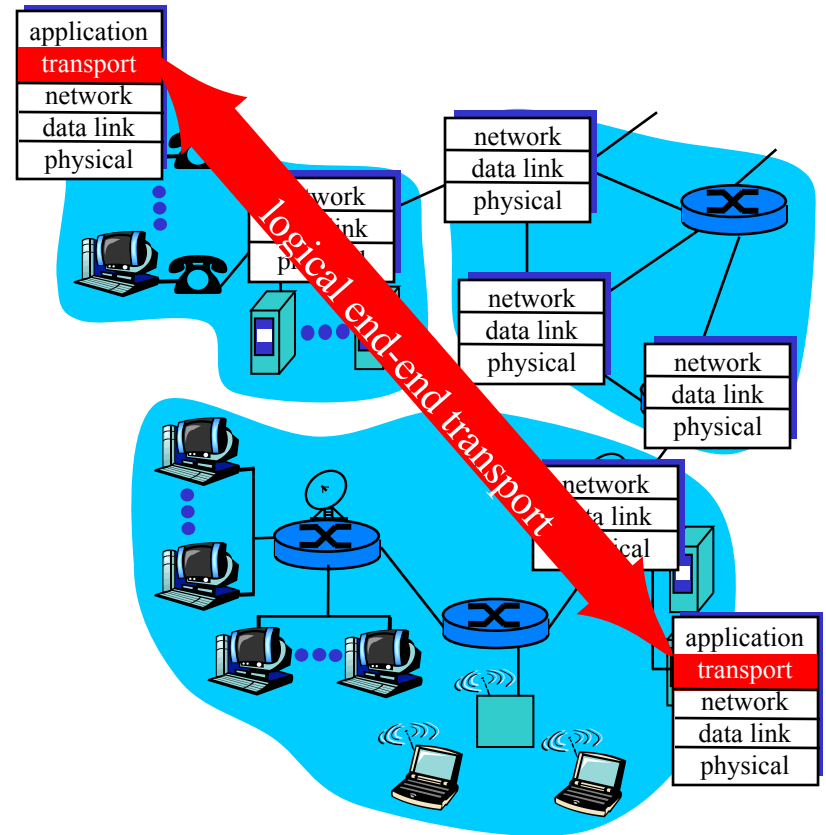 application
transport
network
data link
physical
network
data link
physical
logical end-end transport
network
data link
physical
network
data link
physical
application
transport
network
data link
physical